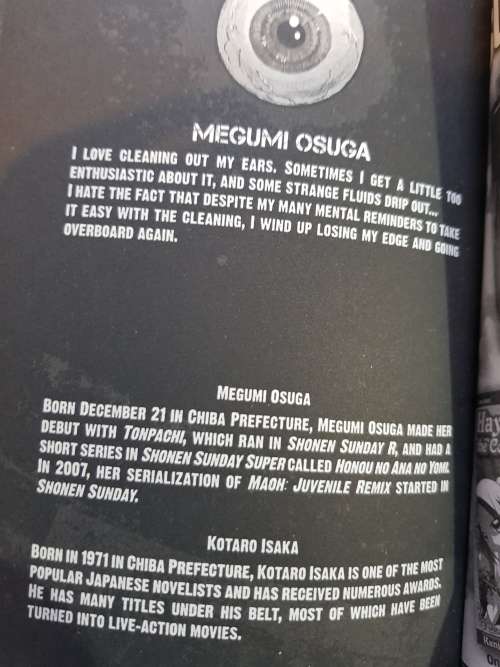 MEGUMI OSUGA
I LOVE CLEANING OUT MY EARS. SOMETIMES I GET A LITTLE TOO
ENTHUSIASTIC ABOUT IT, AND SOME STRANGE FLUIDS DRIP OUT...
I HATE THE FACT THAT DESPITE MY MANY MENTAL REMINDERS TO TAKE
IT EASY WITH THE CLEANING, I WIND UP LOSING MY EDGE AND GOING
OVERBOARD AGAIN.
MEGUMI OSUGA
BORN DECEMBER 21 IN CHIBA PREFECTURE, MEGUMI OSUGA MADE HER
DEBUT WITH TONPACHI, WHICH RAN IN SHONEN SUNDAY R, AND HAD A
SHORT SERIES IN SHONEN SUNDAY SUPER CALLED HONOU NO ANA NO YOMI.
IN 2007, HER SERIALIZATION OF MAOH: JUVENILE REMIX STARTED IN
SHONEN SUNDAY.
KOTARO ISAKA
BORN IN 1971 IN CHIBA PREFECTURE, KOTARO ISAKA IS ONE OF THE MOST
POPULAR JAPANESE NOVELISTS AND HAS RECEIVED NUMEROUS AWARDS.
HE HAS MANY TITLES UNDER HIS BELT, MOST OF WHICH HAVE BEEN
TURNED INTO LIVE-ACTION MOVIES.